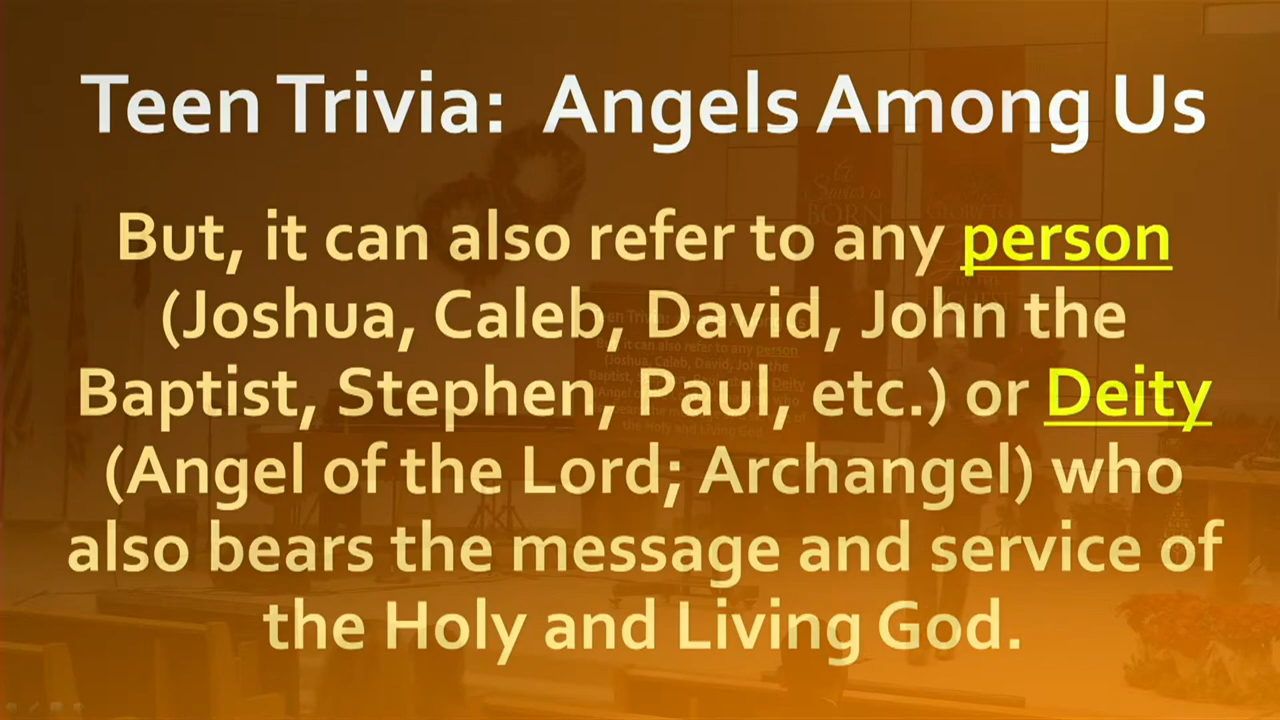 Teen Trivia: Angels Among Us
But, it can also refer to any person
(Joshua, Caleb, David, John the
Baptist, Stephen, Paul, etc.) or Deity
(Angel of the Lord; Archangel) who
also bears the message and service of
the Holy and Living God.